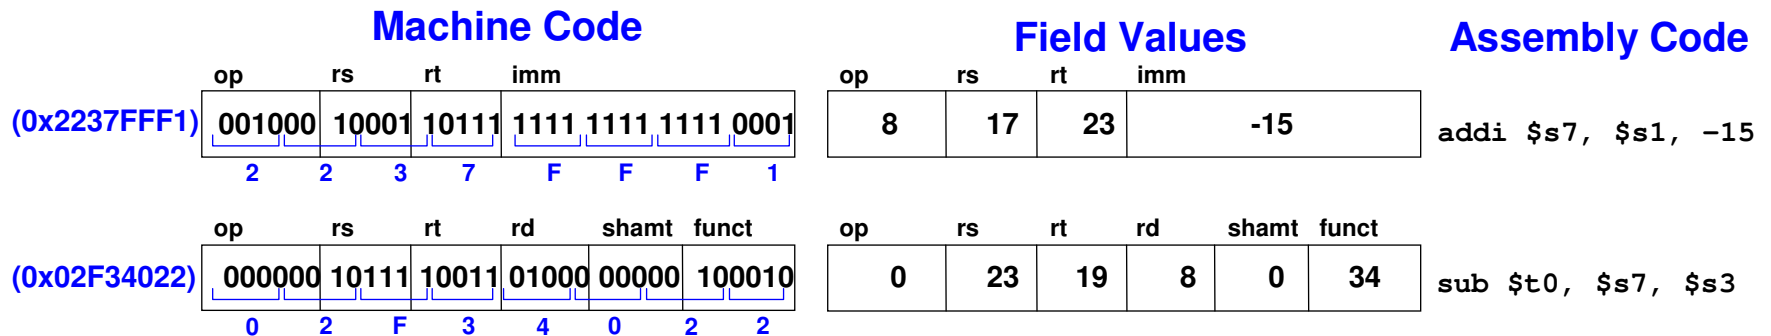 Machine Code Field Values Assembly Code
op rs rt imm op rs rt imm
(0x2237FFF1) 001000 10001 10111 1111 1111 1111 0001 8 17 23 -15 addi $s7, $s1, –15
2 2 3 7 F F F 1
op rs rt rd shamt funct op rs rt rd shamt funct
(0x02F34022) 000000 10111 10011 01000 00000 100010 0 23 19 8 0 34 sub $t0, $s7, $s3
0 2 F 3 4 0 2 2